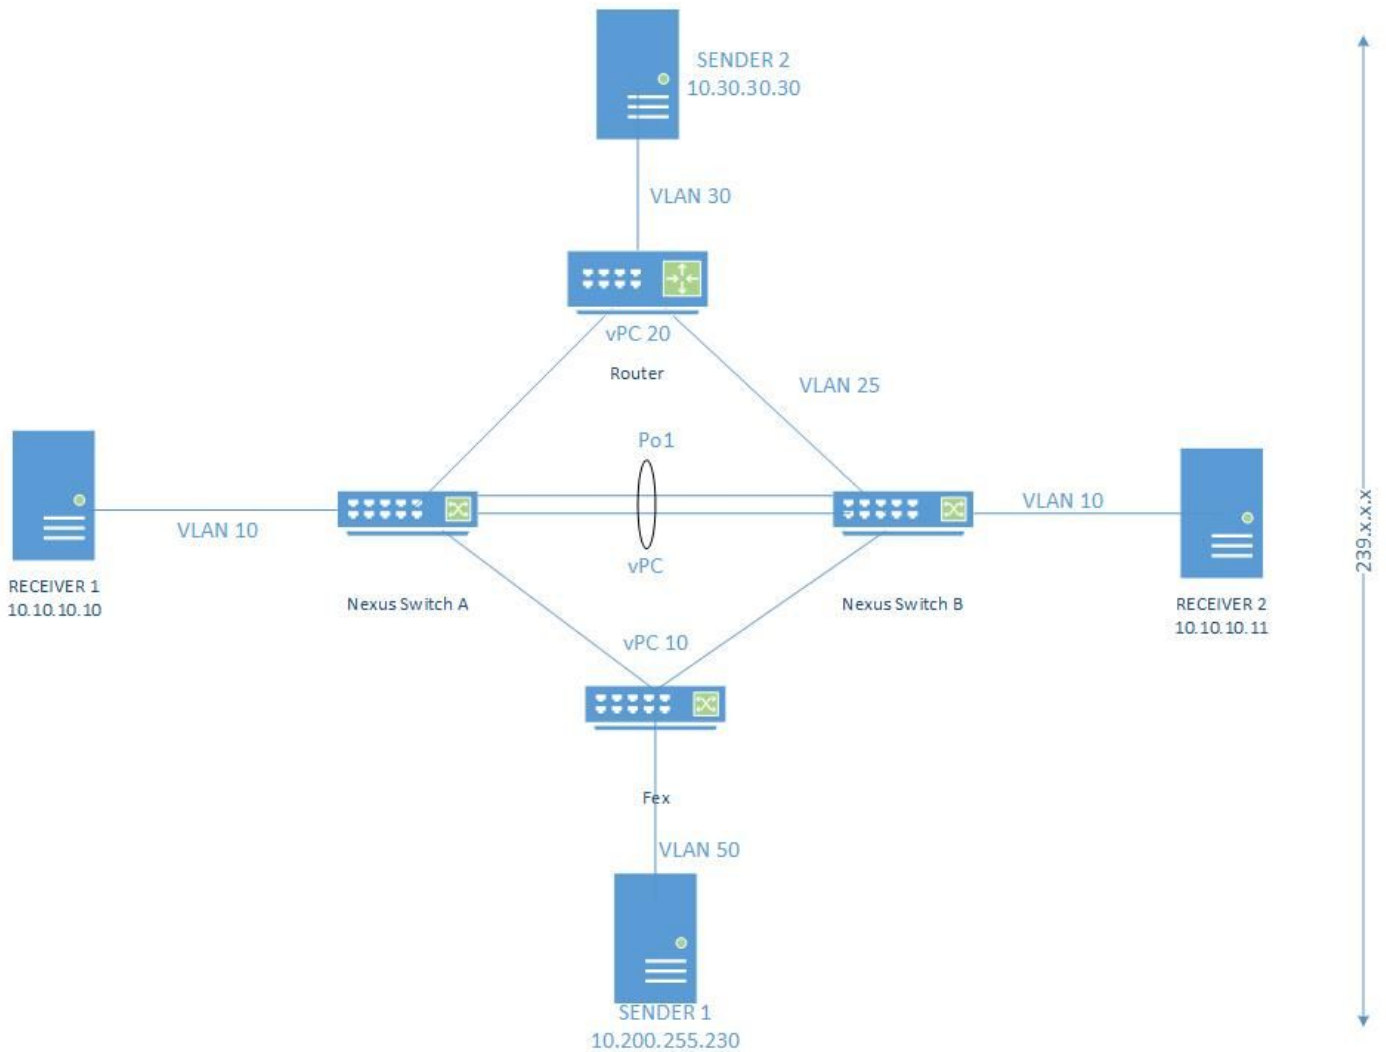 SENDER 2
10.30.30.30
VLAN 30
vPC 20
Router
VLAN 25
Po1
VLAN 10
VLAN 10
vPC
239.x.x.x
RECEIVER 1
10.10.10.10
Nexus Switch A
Nexus Switch B
RECEIVER 2
10.10.10.11
vPC 10
Fex
VLAN 50
SENDER 1
10.200.255.230